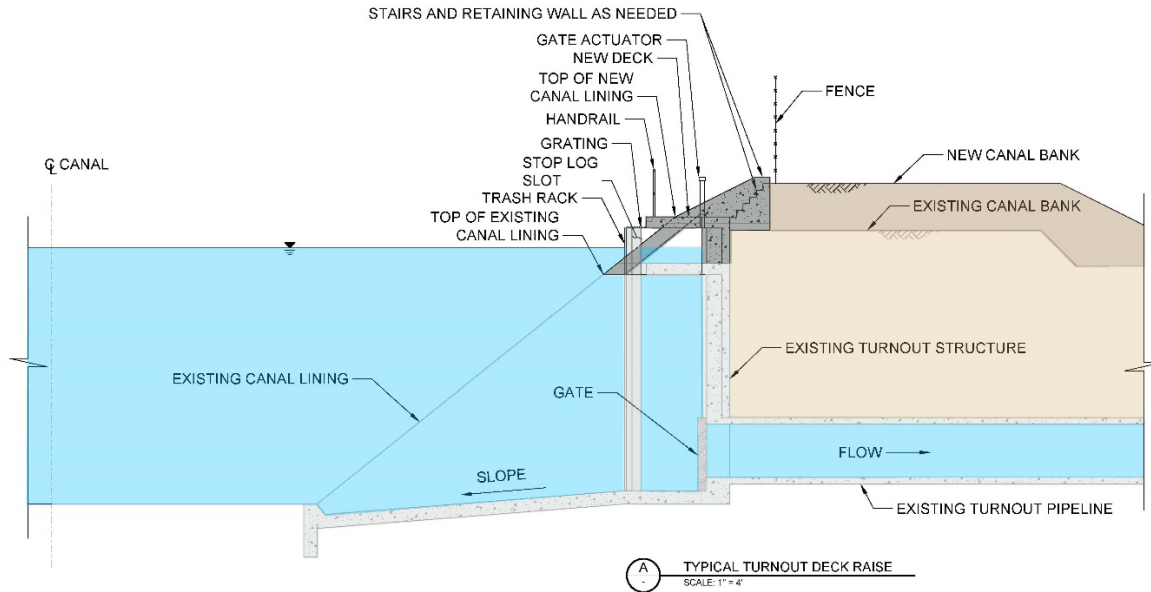 STAIRS AND RETAINING WALL AS NEEDED
GATE ACTUATOR
NEW DECK
TOP OF NEW
CANAL LINING
HANDRAIL
GRATING
STOP LOG
SLOT
TRASH RACK
TOP OF EXISTING
CANAL LINING
FENCE
℄ CANAL
NEW CANAL BANK
EXISTING CANAL BANK
EXISTING TURNOUT STRUCTURE
EXISTING CANAL LINING
GATE
FLOW
SLOPE
EXISTING TURNOUT PIPELINE
A
-
TYPICAL TURNOUT DECK RAISE
SCALE: 1" = 4'